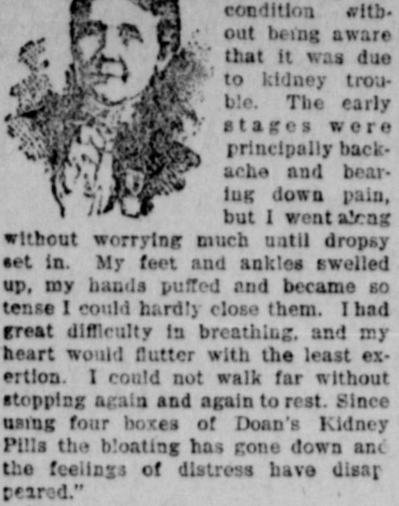 condition with-
out being aware
that it was due
to kidney trou-
ble. The early
stages were
principally back-
ache and bear-
ing down pain,
but I went along
without worrying much until dropsy
set in. My feet and ankles swelled
up, my hands puffed and became so
tense I could hardly close them. I had
great difficulty in breathing, and my
heart would flutter with the least ex-
ertion. I could not walk far without
stopping again and again to rest. Since
using four boxes of Doan's Kidney
Pills the bloating has gone down and
the feelings of distress have disap
peared."